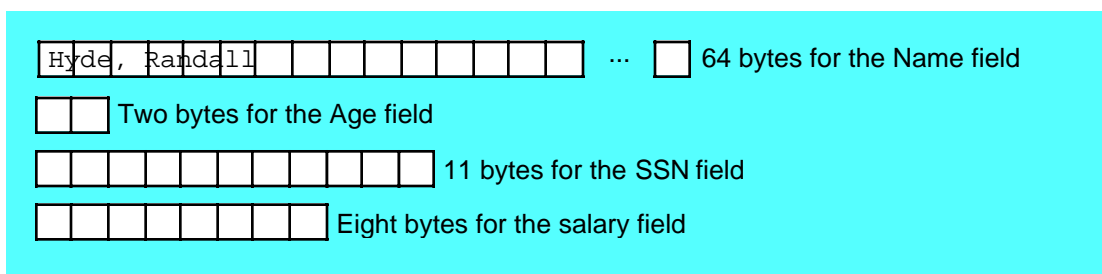 Hyde, Randall ... 64 bytes for the Name field
Two bytes for the Age field
11 bytes for the SSN field
Eight bytes for the salary field